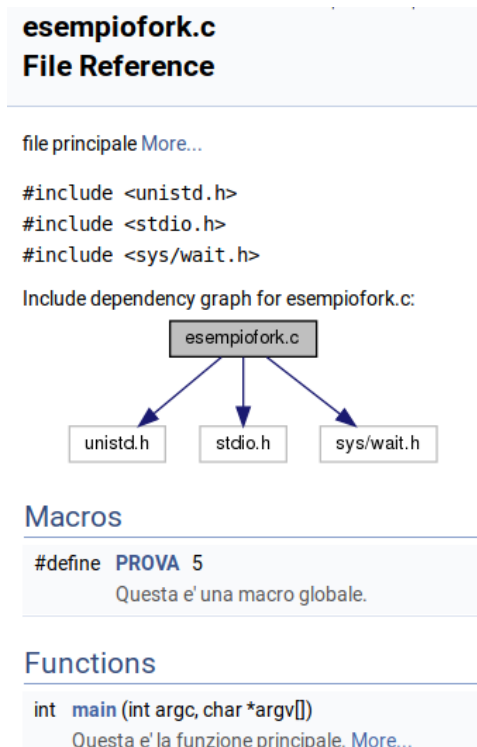 esempiofork.c
File Reference
file principale More...
#include <unistd.h>
#include <stdio.h>
#include <sys/wait.h>
Include dependency graph for esempiofork.c:
esempiofork.c
unistd.h stdio.h sys/wait.h
Macros
#define PROVA 5
Questa e' una macro globale.
Functions
int main (int argc, char *argv[])
Questa e' la funzione principale. More...